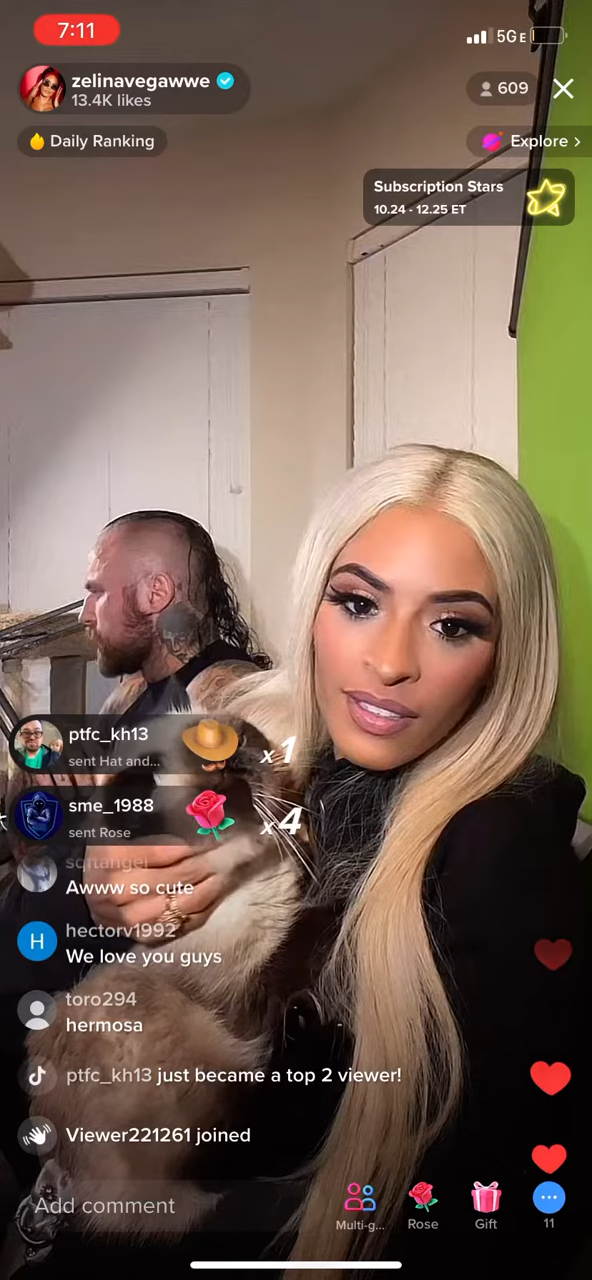 7:11
5GE
zelinavegawwe
13.4K likes
609
Daily Ranking
Explore >
Subscription Stars
10.24 - 12.25 ET
ptfc_kh13
sent Hat and...
x1
sme_1988
sent Rose
x4
softangel
Awww so cute
H
hectorv1992
We love you guys
toro294
hermosa
ptfc_kh13 just became a top 2 viewer!
Viewer221261 joined
Add comment
Multi-g...
Rose
Gift
11